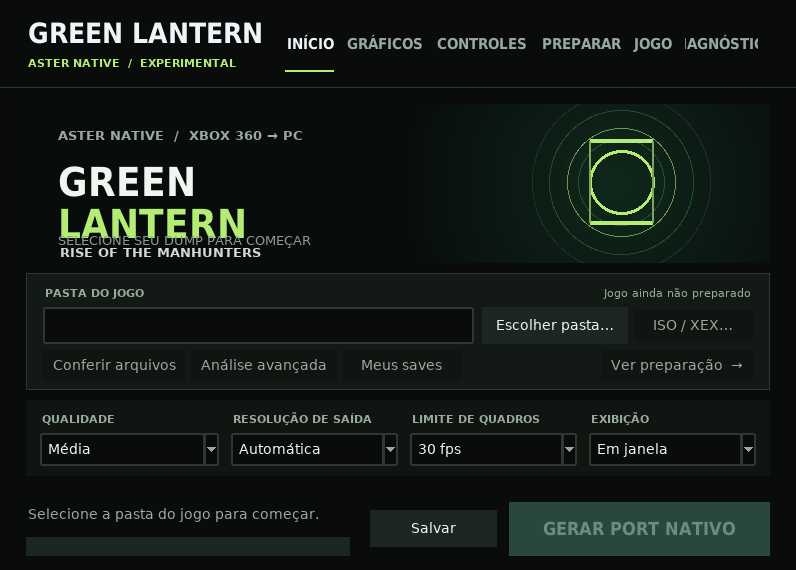 GREEN LANTERN
ASTER NATIVE / EXPERIMENTAL
INÍCIO GRÁFICOS CONTROLES PREPARAR JOGO IAGNÓSTIC
ASTER NATIVE / XBOX 360 → PC
GREEN
LANTERN
SELECIONE SEU DUMP PARA COMEÇAR
RISE OF THE MANHUNTERS
PASTA DO JOGO
Jogo ainda não preparado
Escolher pasta...
ISO / XEX...
Conferir arquivos
Análise avançada
Meus saves
Ver preparação →
QUALIDADE
RESOLUÇÃO DE SAÍDA
LIMITE DE QUADROS
EXIBIÇÃO
Média
Automática
30 fps
Em janela
Selecione a pasta do jogo para começar.
Salvar
GERAR PORT NATIVO